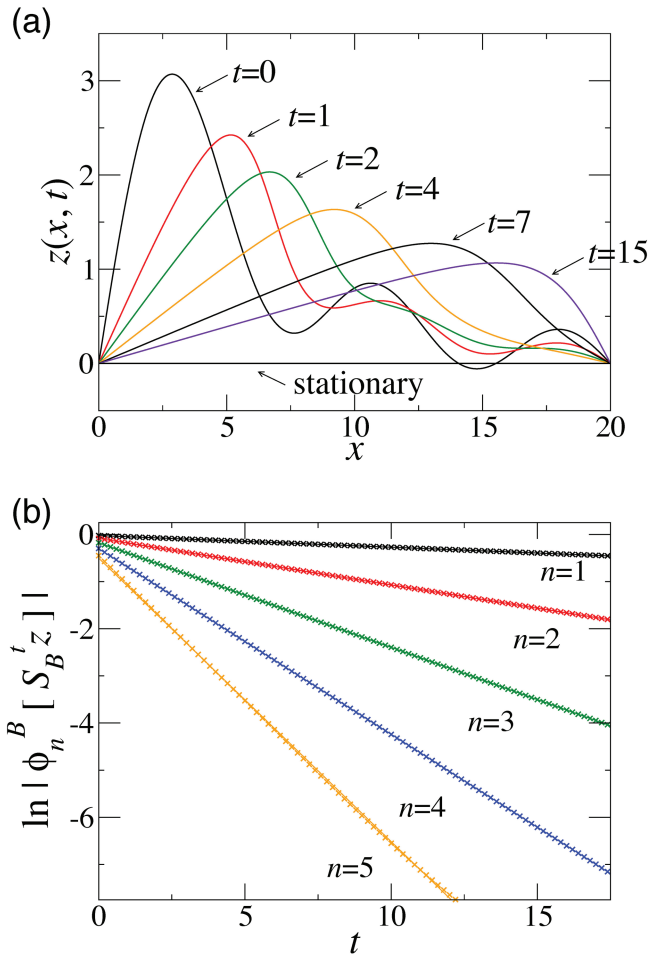 (a)
3
2
1
0
z(x, t)
t=0
t=1
t=2
t=4
t=7
t=15
stationary
0 5 10 15 20
x
(b)
0
-2
-4
-6
ln | ϕₙᴮ [ S_Bᵗ z ] |
n=1
n=2
n=3
n=4
n=5
0 5 10 15
t